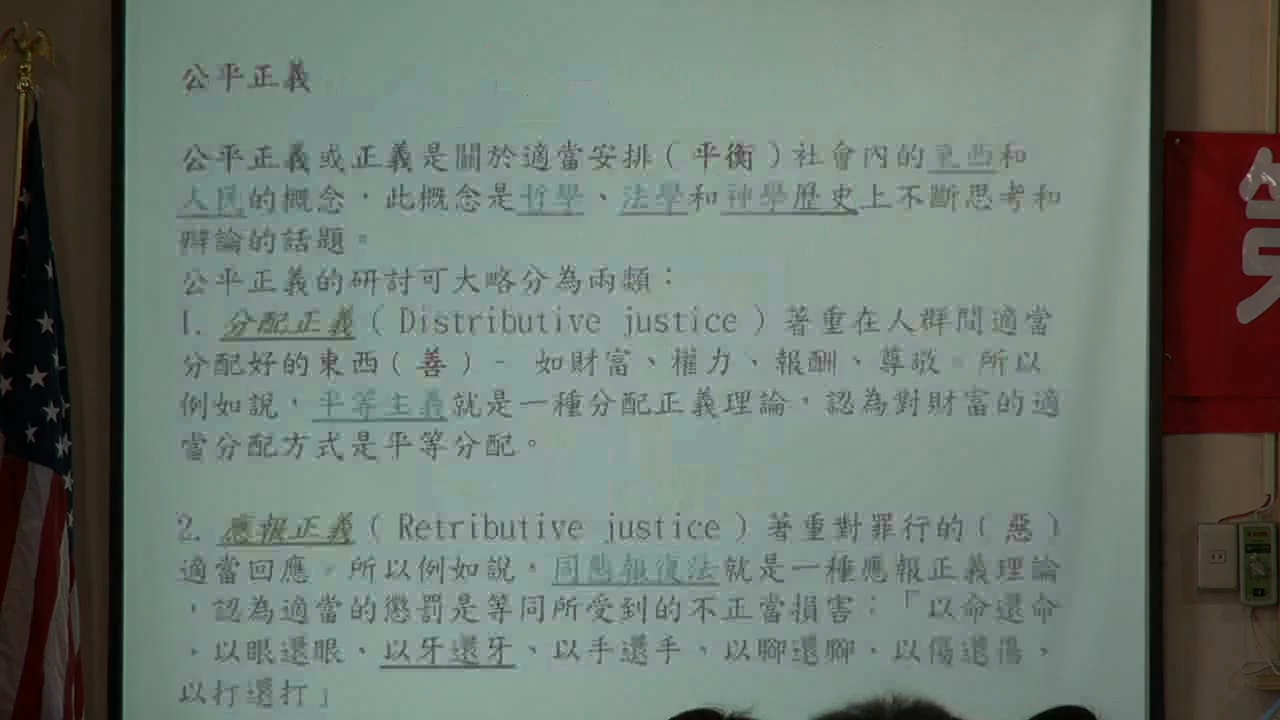 公平正義
公平正義或正義是關於適當安排(平衡)社會內的東西和
人民的概念,此概念是哲學、法學和神學歷史上不斷思考和
辯論的話題。
公平正義的研討可大略分為兩類:
1. 分配正義(Distributive justice)著重在人群間適當
分配好的東西(善)- 如財富、權力、報酬、尊敬。所以
例如說,平等主義就是一種分配正義理論,認為對財富的適
當分配方式是平等分配。
2. 應報正義(Retributive justice)著重對罪行的(惡)
適當回應。所以例如說,同態報復法就是一種應報正義理論
,認為適當的懲罰是等同所受到的不正當損害:「以命還命
、以眼還眼、以牙還牙、以手還手、以腳還腳、以傷還傷、
以打還打」
第